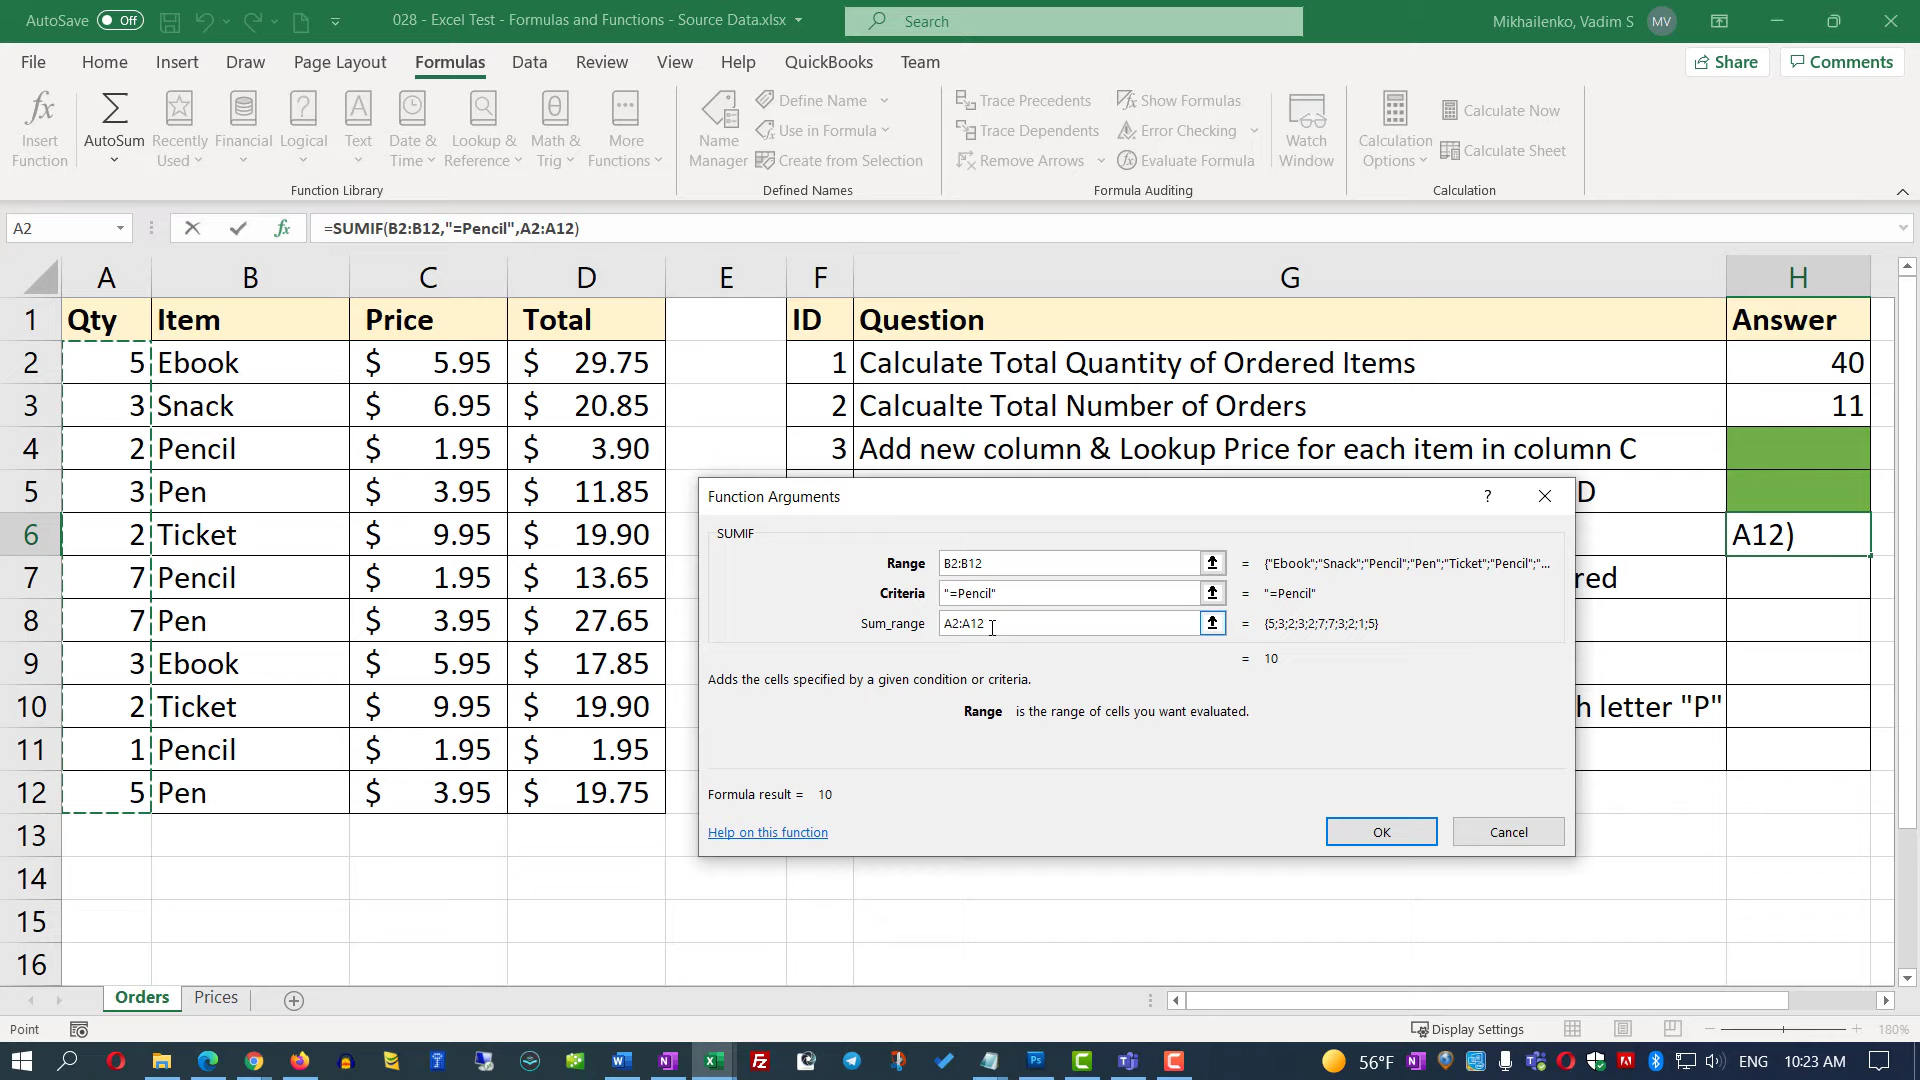 AutoSave Off 028 - Excel Test - Formulas and Functions - Source Data.xlsx Search Mikhailenko, Vadim S MV
File Home Insert Draw Page Layout Formulas Data Review View Help QuickBooks Team Share Comments
Insert Function AutoSum Recently Used Financial Logical Text Date & Time Lookup & Reference Math & Trig More Functions
Name Manager Define Name Use in Formula Create from Selection
Trace Precedents Trace Dependents Remove Arrows Show Formulas Error Checking Evaluate Formula Watch Window
Calculation Options Calculate Now Calculate Sheet
Function Library Defined Names Formula Auditing Calculation
A2 fx =SUMIF(B2:B12,"=Pencil",A2:A12)
A B C D E F G H
1 Qty Item Price Total ID Question Answer
2 5 Ebook $ 5.95 $ 29.75 1 Calculate Total Quantity of Ordered Items 40
3 3 Snack $ 6.95 $ 20.85 2 Calcualte Total Number of Orders 11
4 2 Pencil $ 1.95 $ 3.90 3 Add new column & Lookup Price for each item in column C
5 3 Pen $ 3.95 $ 11.85 D
6 2 Ticket $ 9.95 $ 19.90 A12)
7 7 Pencil $ 1.95 $ 13.65 red
8 7 Pen $ 3.95 $ 27.65
9 3 Ebook $ 5.95 $ 17.85
10 2 Ticket $ 9.95 $ 19.90 h letter "P"
11 1 Pencil $ 1.95 $ 1.95
12 5 Pen $ 3.95 $ 19.75
13
14
15
16
Function Arguments ?
SUMIF
Range B2:B12 = {"Ebook";"Snack";"Pencil";"Pen";"Ticket";"Pencil";"...
Criteria "=Pencil" = "=Pencil"
Sum_range A2:A12 = {5;3;2;3;2;7;7;3;2;1;5}
= 10
Adds the cells specified by a given condition or criteria.
Range is the range of cells you want evaluated.
Formula result = 10
Help on this function OK Cancel
Orders Prices
Point Display Settings 180%
56°F ENG 10:23 AM